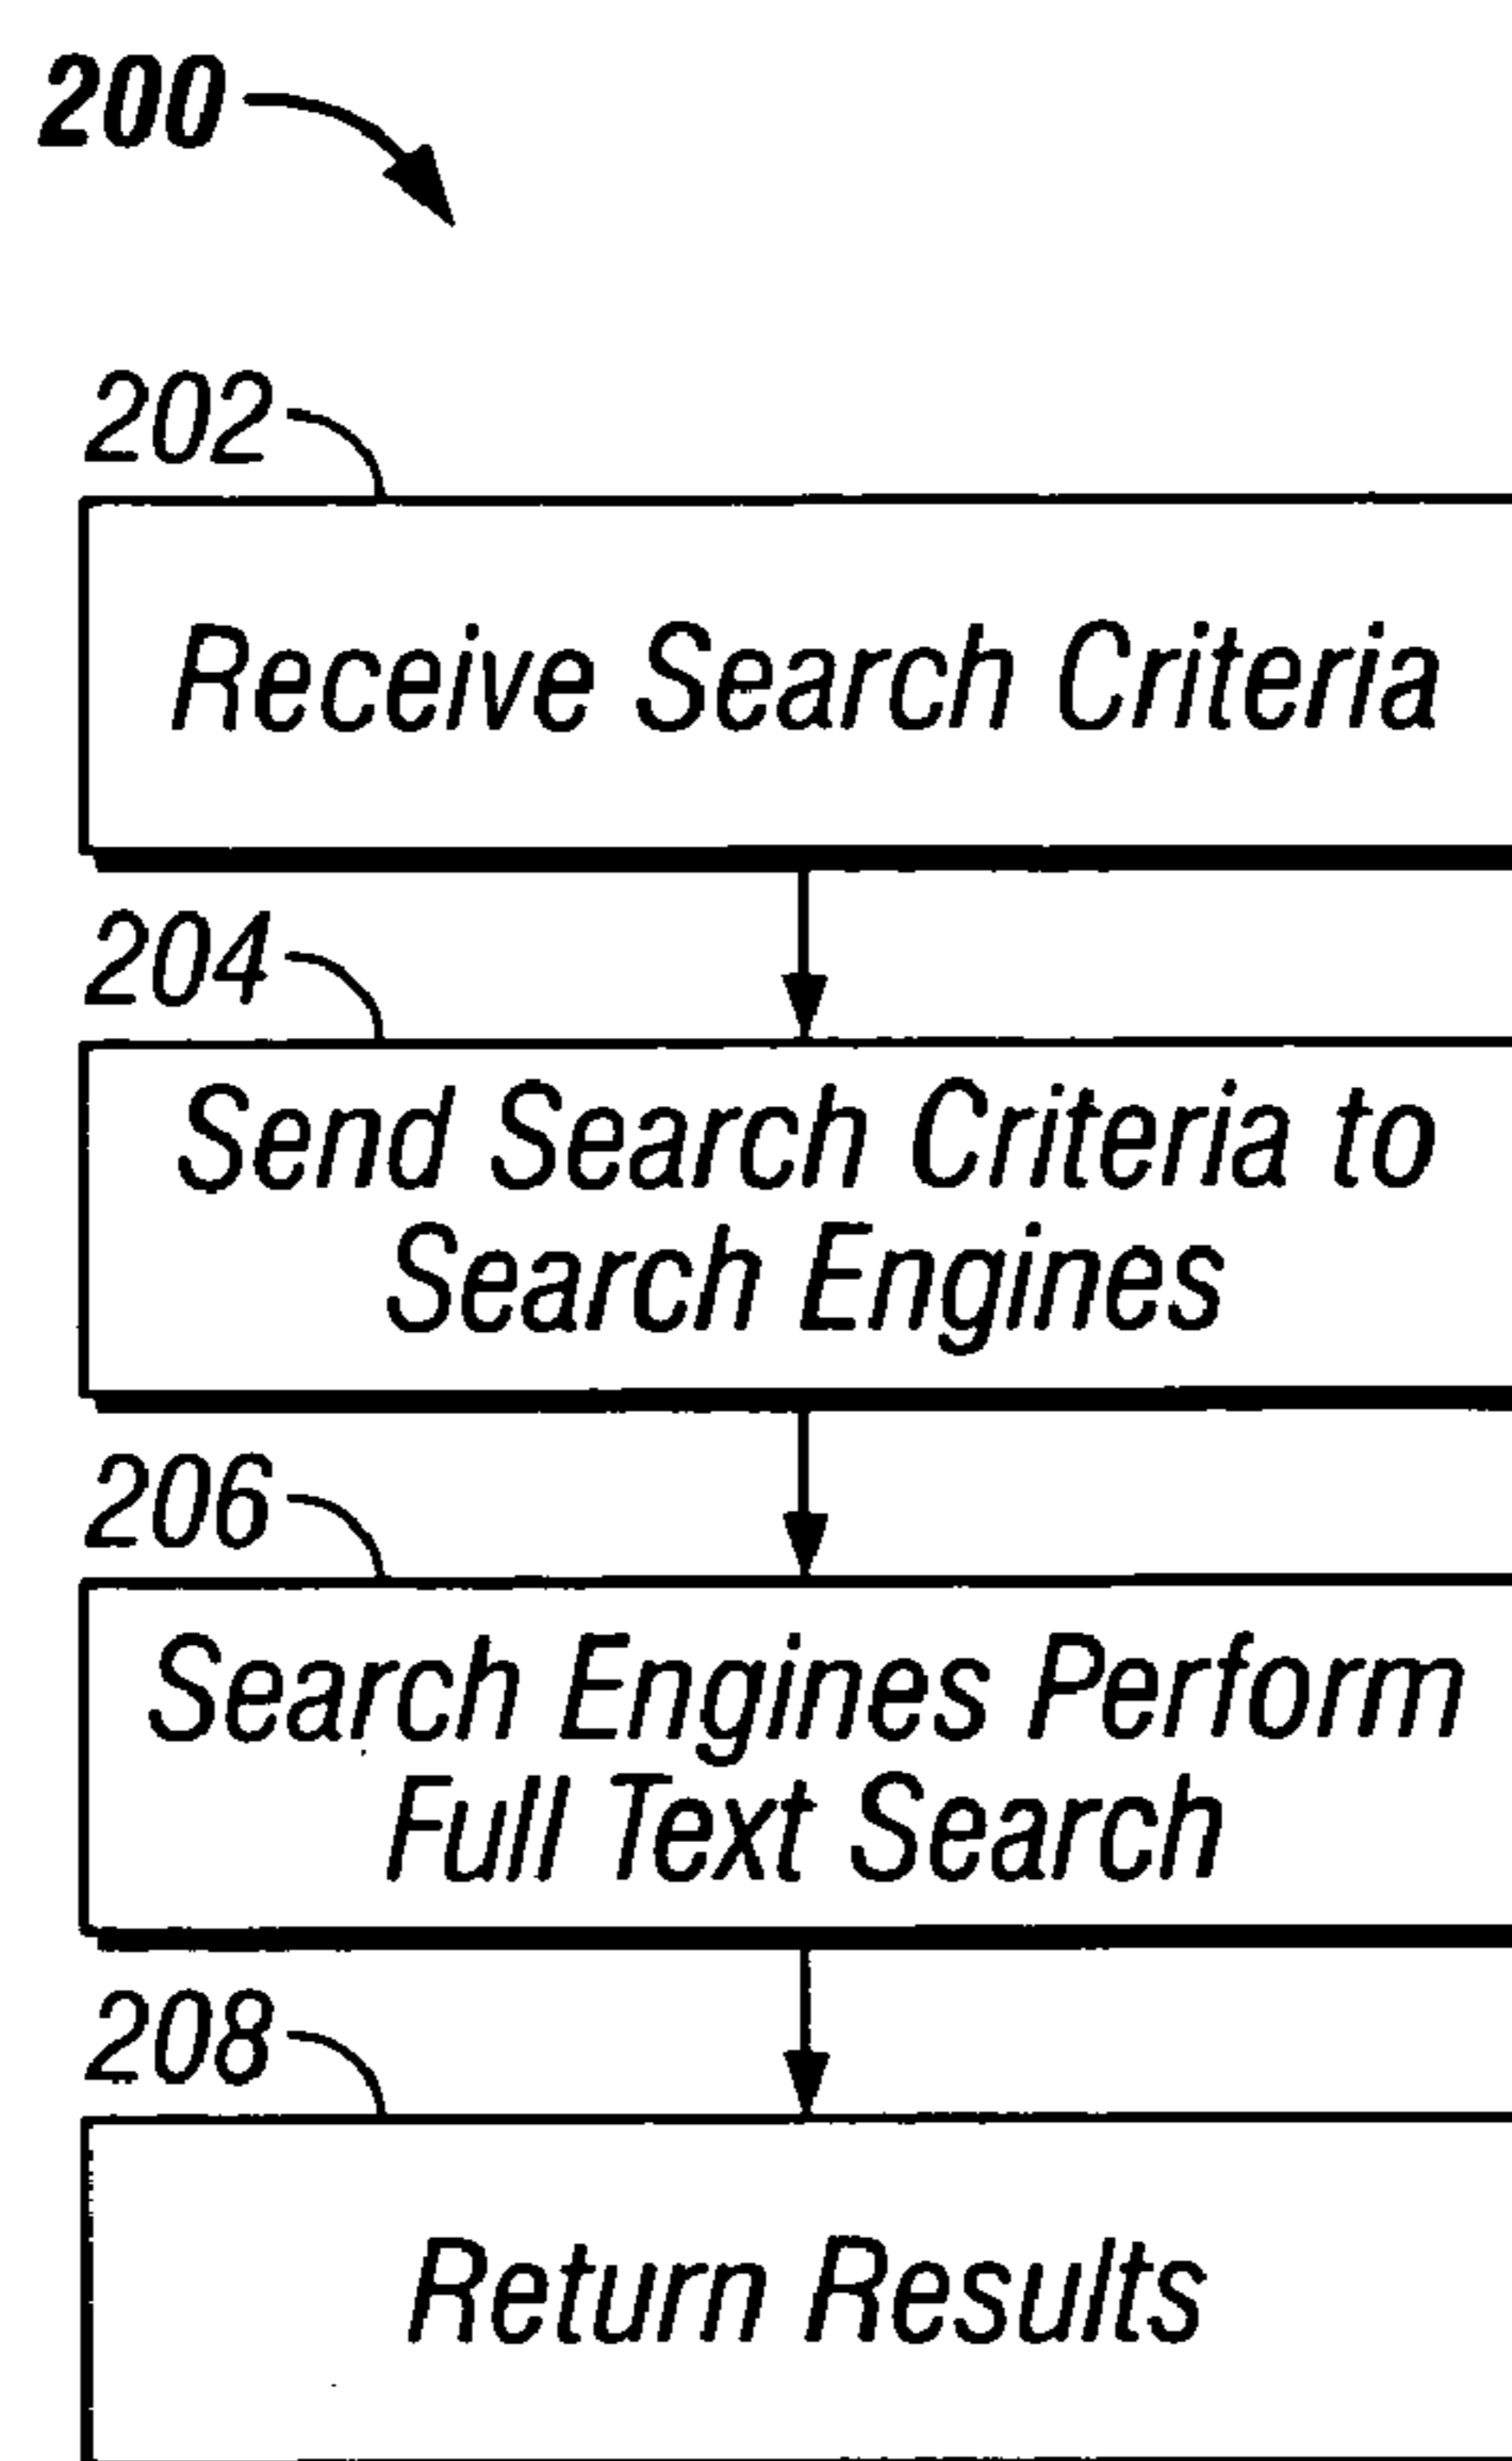 200
202
Receive Search Criteria
204
Send Search Criteria to
Search Engines
206
Search Engines Perform
Full Text Search
208
Return Results